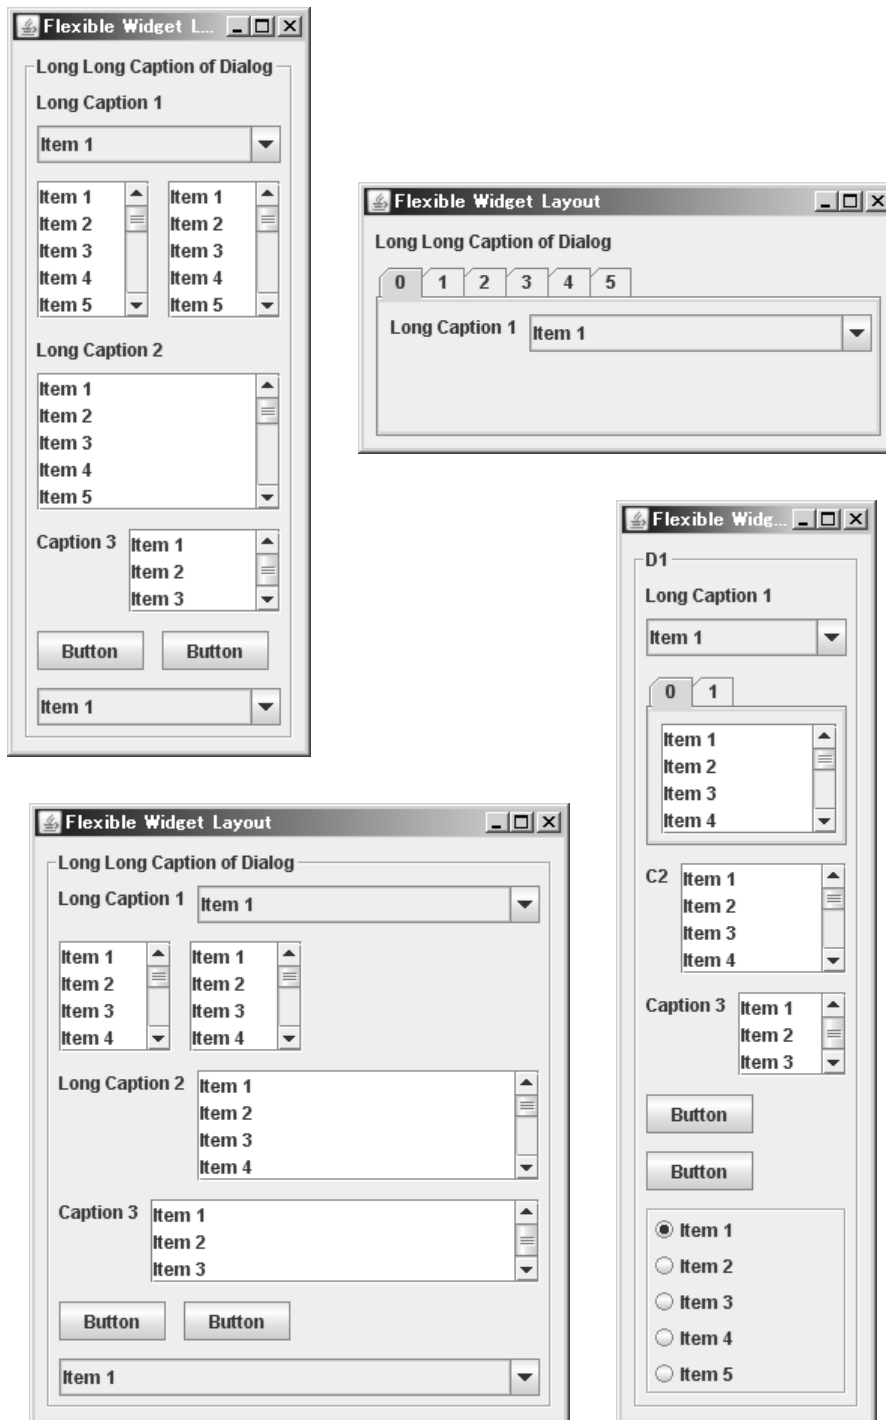 Flexible Widget L...
Long Long Caption of Dialog
Long Caption 1
Item 1
Item 1 Item 1
Item 2 Item 2
Item 3 Item 3
Item 4 Item 4
Item 5 Item 5
Long Caption 2
Item 1
Item 2
Item 3
Item 4
Item 5
Caption 3 Item 1
Item 2
Item 3
Button Button
Item 1
Flexible Widget Layout
Long Long Caption of Dialog
0 1 2 3 4 5
Long Caption 1 Item 1
Flexible Widget Layout
Long Long Caption of Dialog
Long Caption 1 Item 1
Item 1 Item 1
Item 2 Item 2
Item 3 Item 3
Item 4 Item 4
Long Caption 2 Item 1
Item 2
Item 3
Item 4
Caption 3 Item 1
Item 2
Item 3
Button Button
Item 1
Flexible Widg...
D1
Long Caption 1
Item 1
0 1
Item 1
Item 2
Item 3
Item 4
C2 Item 1
Item 2
Item 3
Item 4
Caption 3 Item 1
Item 2
Item 3
Button
Button
Item 1
Item 2
Item 3
Item 4
Item 5